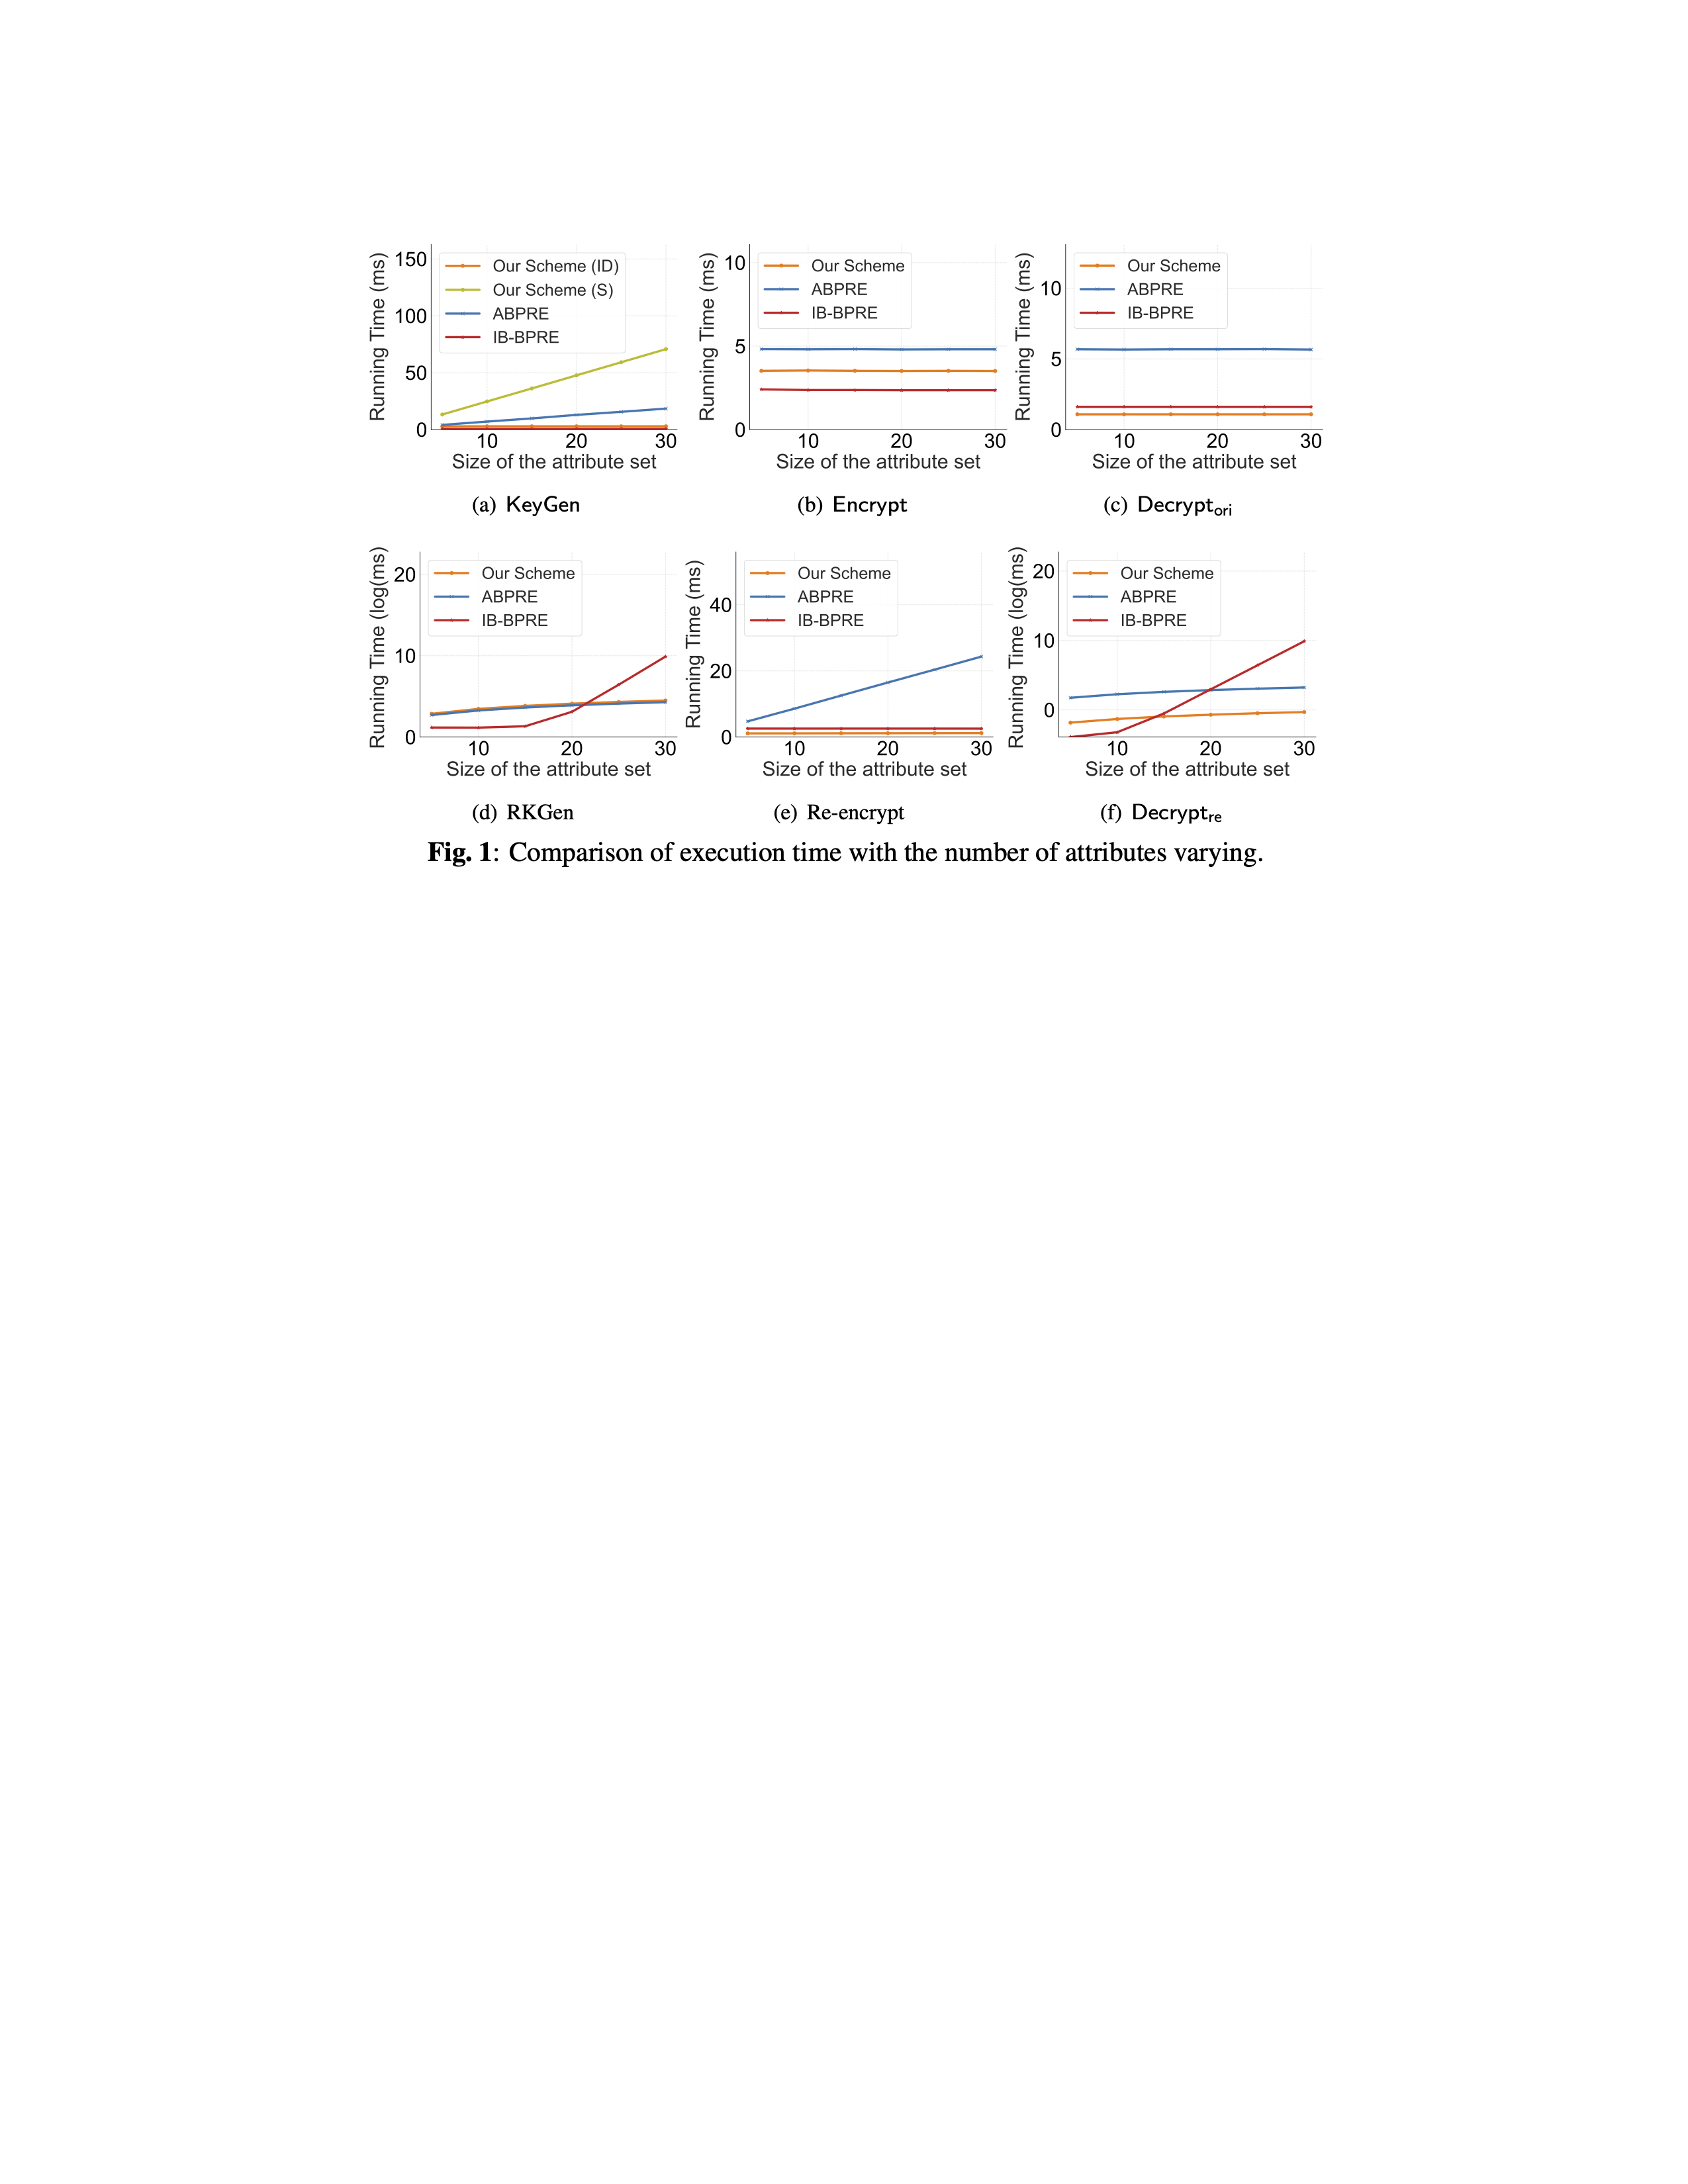 Running Time (ms)
150
100
50
0
Our Scheme (ID)
Our Scheme (S)
ABPRE
IB-BPRE
10 20 30
Size of the attribute set
(a) KeyGen
Running Time (ms)
10
5
0
Our Scheme
ABPRE
IB-BPRE
10 20 30
Size of the attribute set
(b) Encrypt
Running Time (ms)
10
5
0
Our Scheme
ABPRE
IB-BPRE
10 20 30
Size of the attribute set
(c) Decryptori
Running Time (log(ms)
20
10
0
Our Scheme
ABPRE
IB-BPRE
10 20 30
Size of the attribute set
(d) RKGen
Running Time (ms)
40
20
0
Our Scheme
ABPRE
IB-BPRE
10 20 30
Size of the attribute set
(e) Re-encrypt
Running Time (log(ms)
20
10
0
Our Scheme
ABPRE
IB-BPRE
10 20 30
Size of the attribute set
(f) Decryptre
Fig. 1: Comparison of execution time with the number of attributes varying.